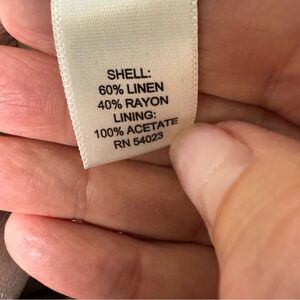 SHELL:
60% LINEN
40% RAYON
LINING:
100% ACETATE
RN 54023